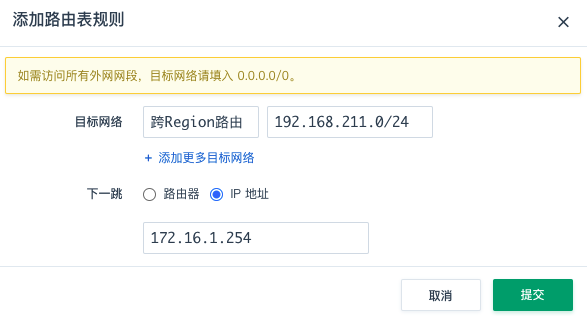 添加路由表规则
如需访问所有外网网段，目标网络请填入 0.0.0.0/0。
目标网络 跨Region路由 192.168.211.0/24
+ 添加更多目标网络
下一跳 路由器 IP 地址
172.16.1.254
取消 提交